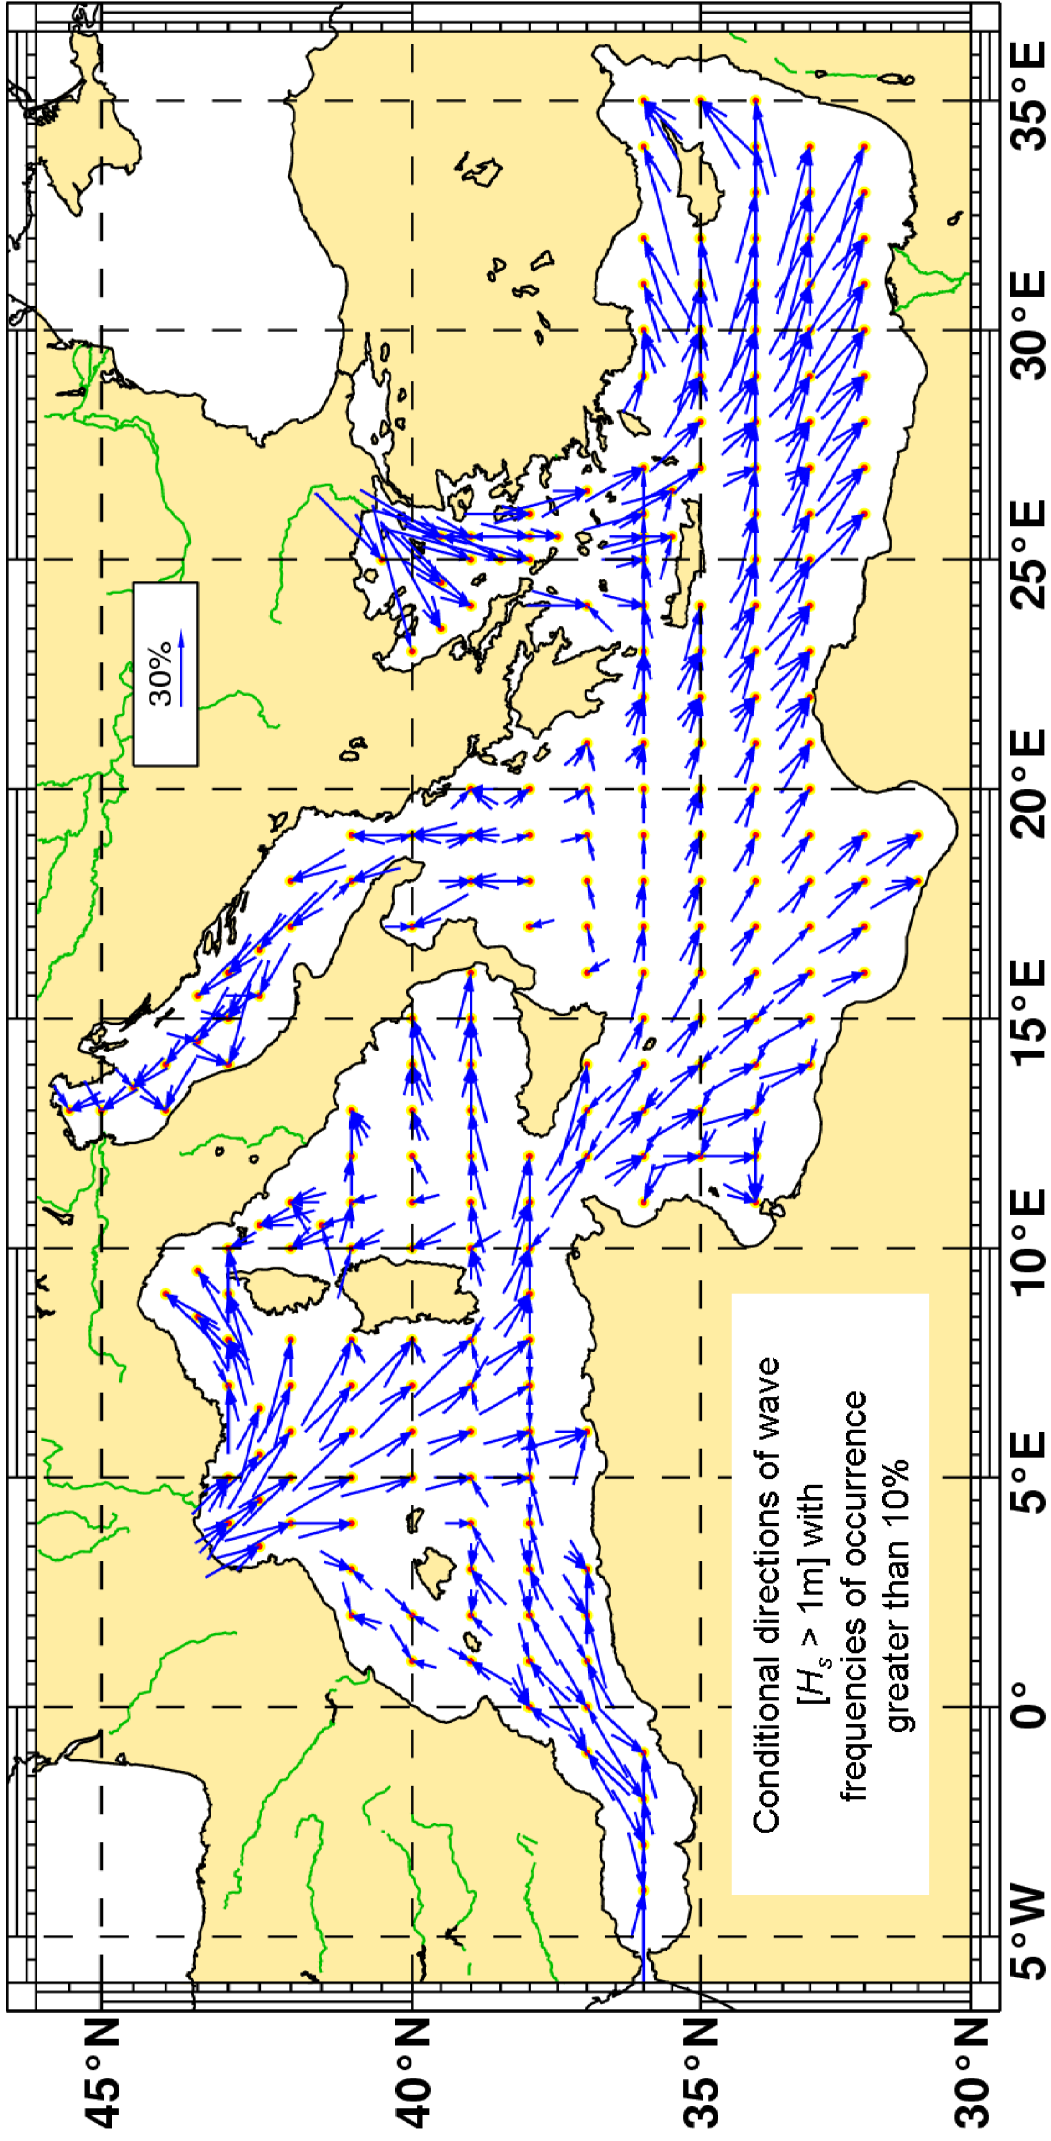 45°N
40°N
35°N
30°N
5°W
0°
5°E
10°E
15°E
20°E
25°E
30°E
35°E
30%
Conditional directions of wave
[Hs > 1m] with
frequencies of occurrence
greater than 10%